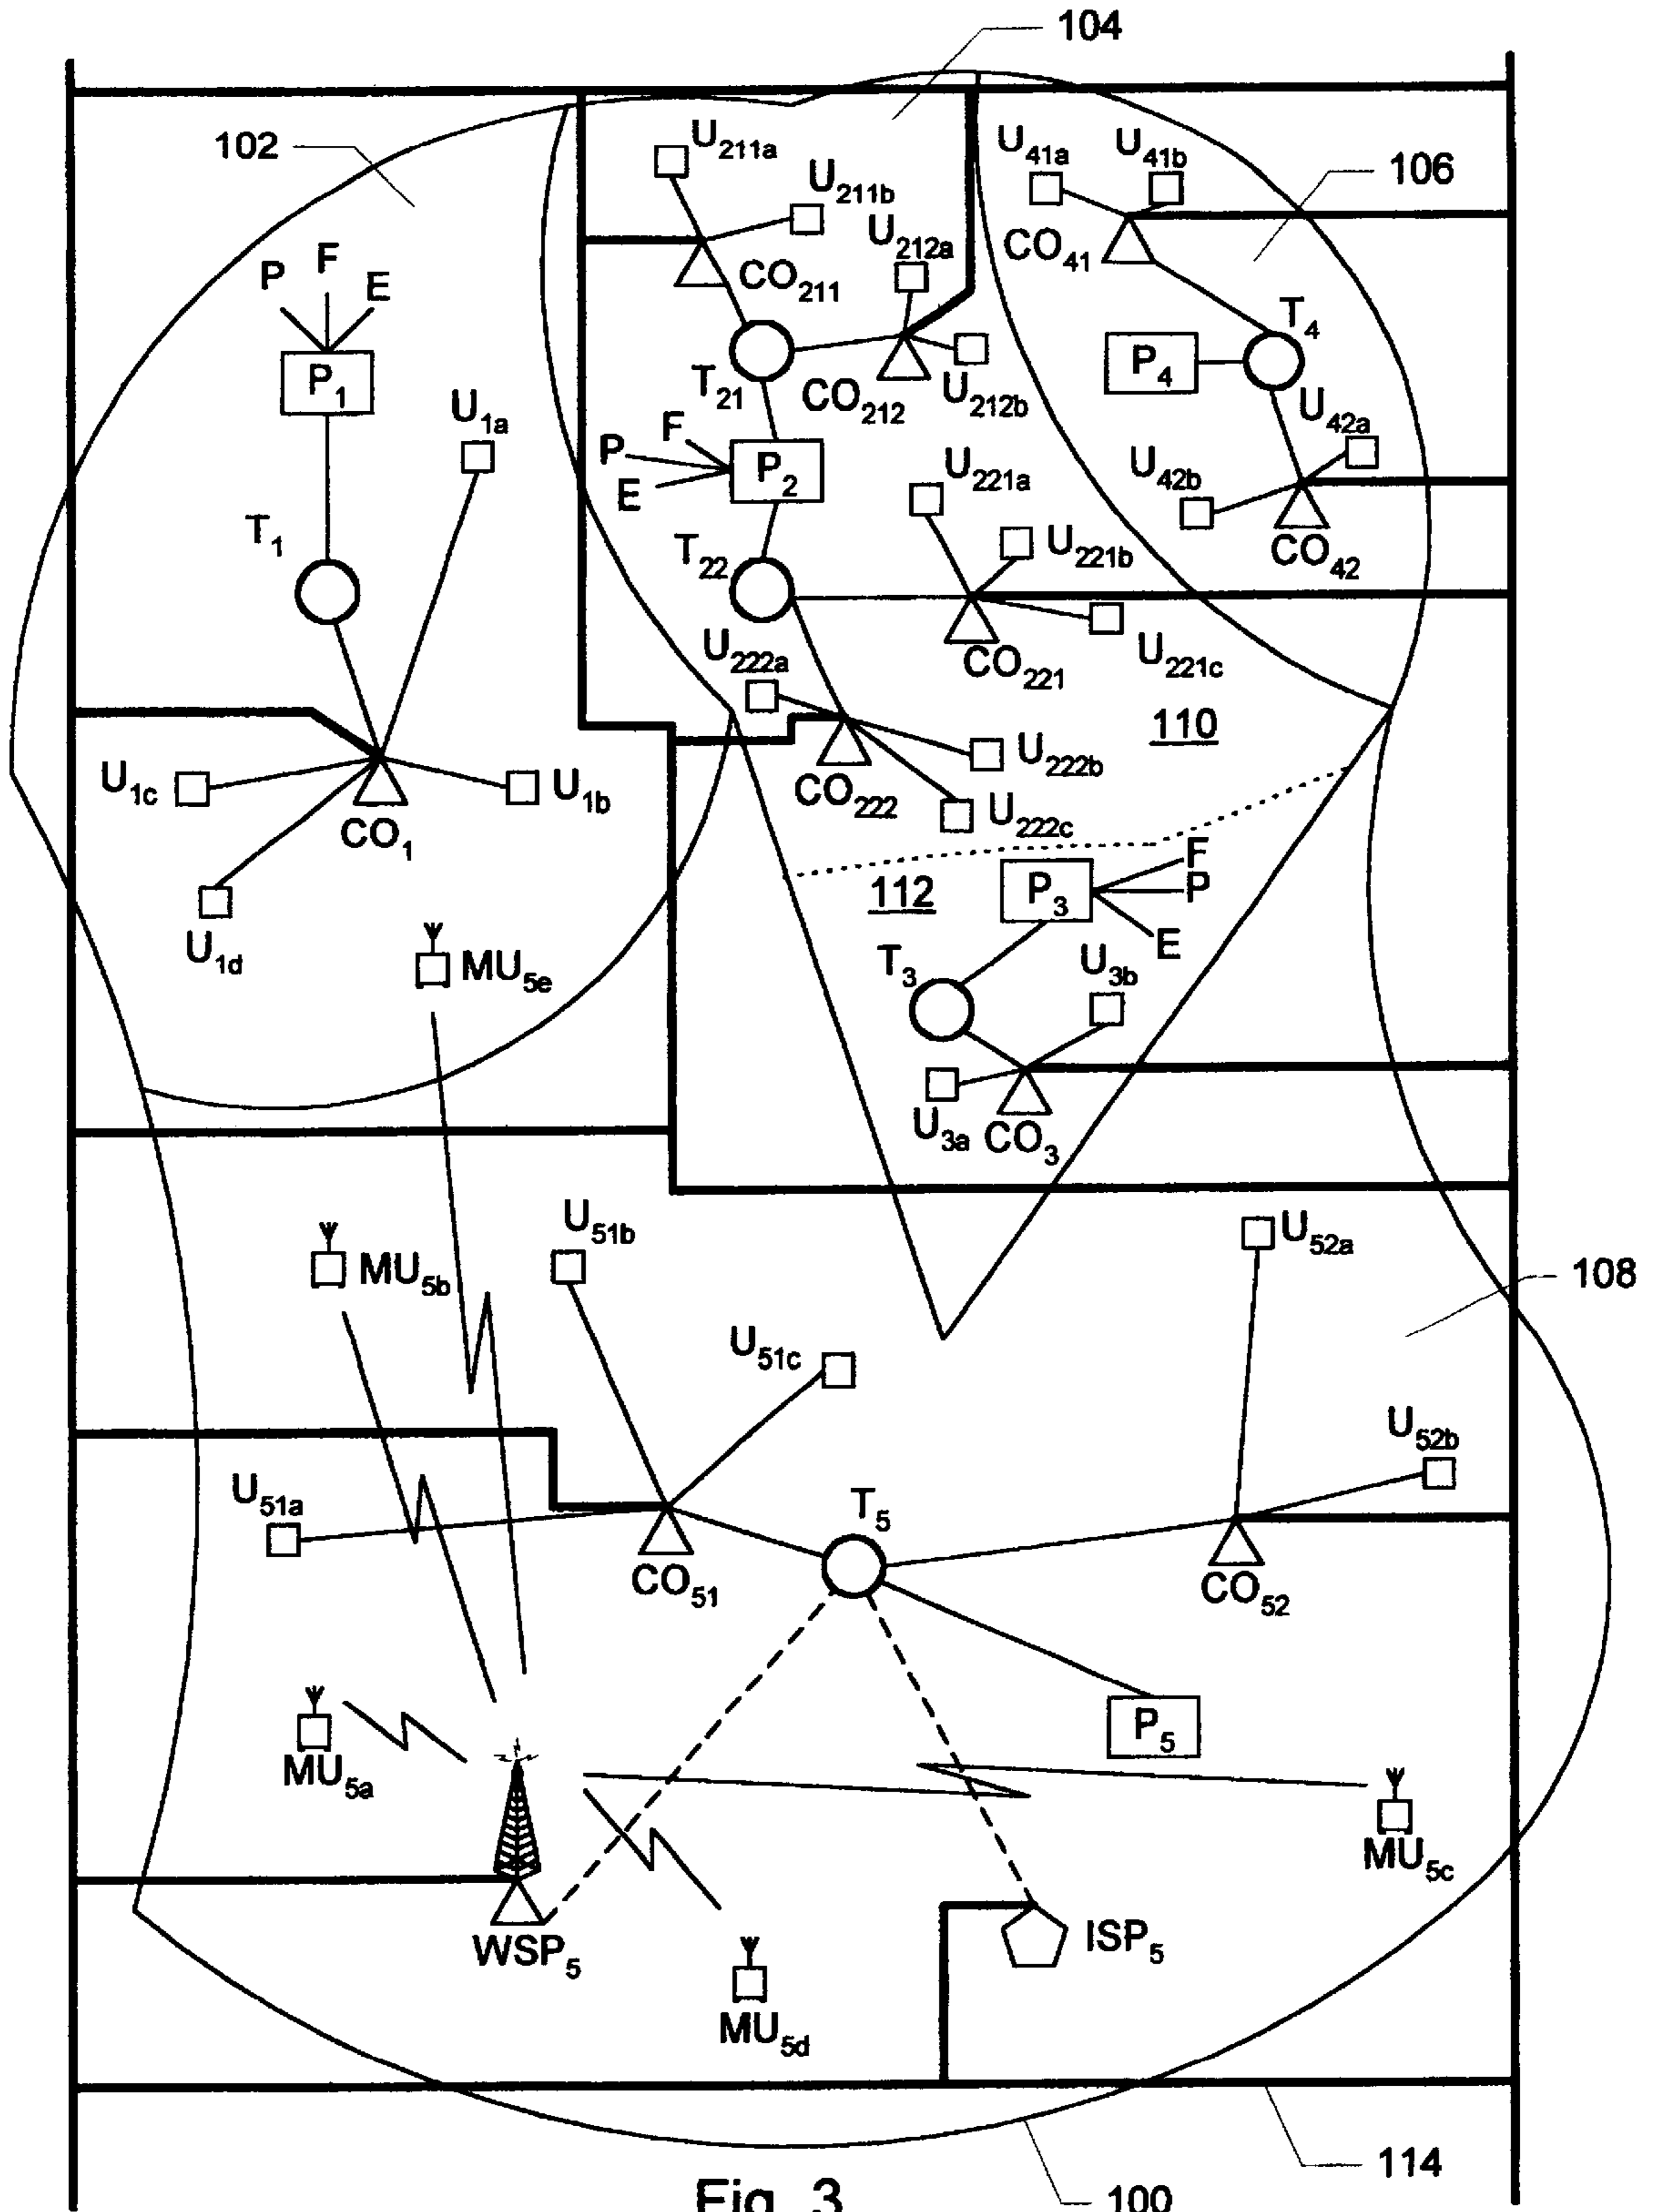 104
102
U211a
U41a
U41b
106
U211b
U212a
P
F
E
CO211
CO41
T4
P1
T21
CO212
U212b
P4
U1a
F
P
E
P2
U42a
U221a
U42b
T1
T22
U221b
CO42
U222a
CO221
U221c
110
U222b
U1c
U1b
CO222
U222c
CO1
112
P3
F
P
E
U1d
MU5e
T3
U3b
U3a
CO3
U51b
U52a
MU5b
108
U51c
U52b
U51a
T5
CO51
CO52
P5
MU5a
MU5c
WSP5
ISP5
MU5d
114
Fig. 3
100